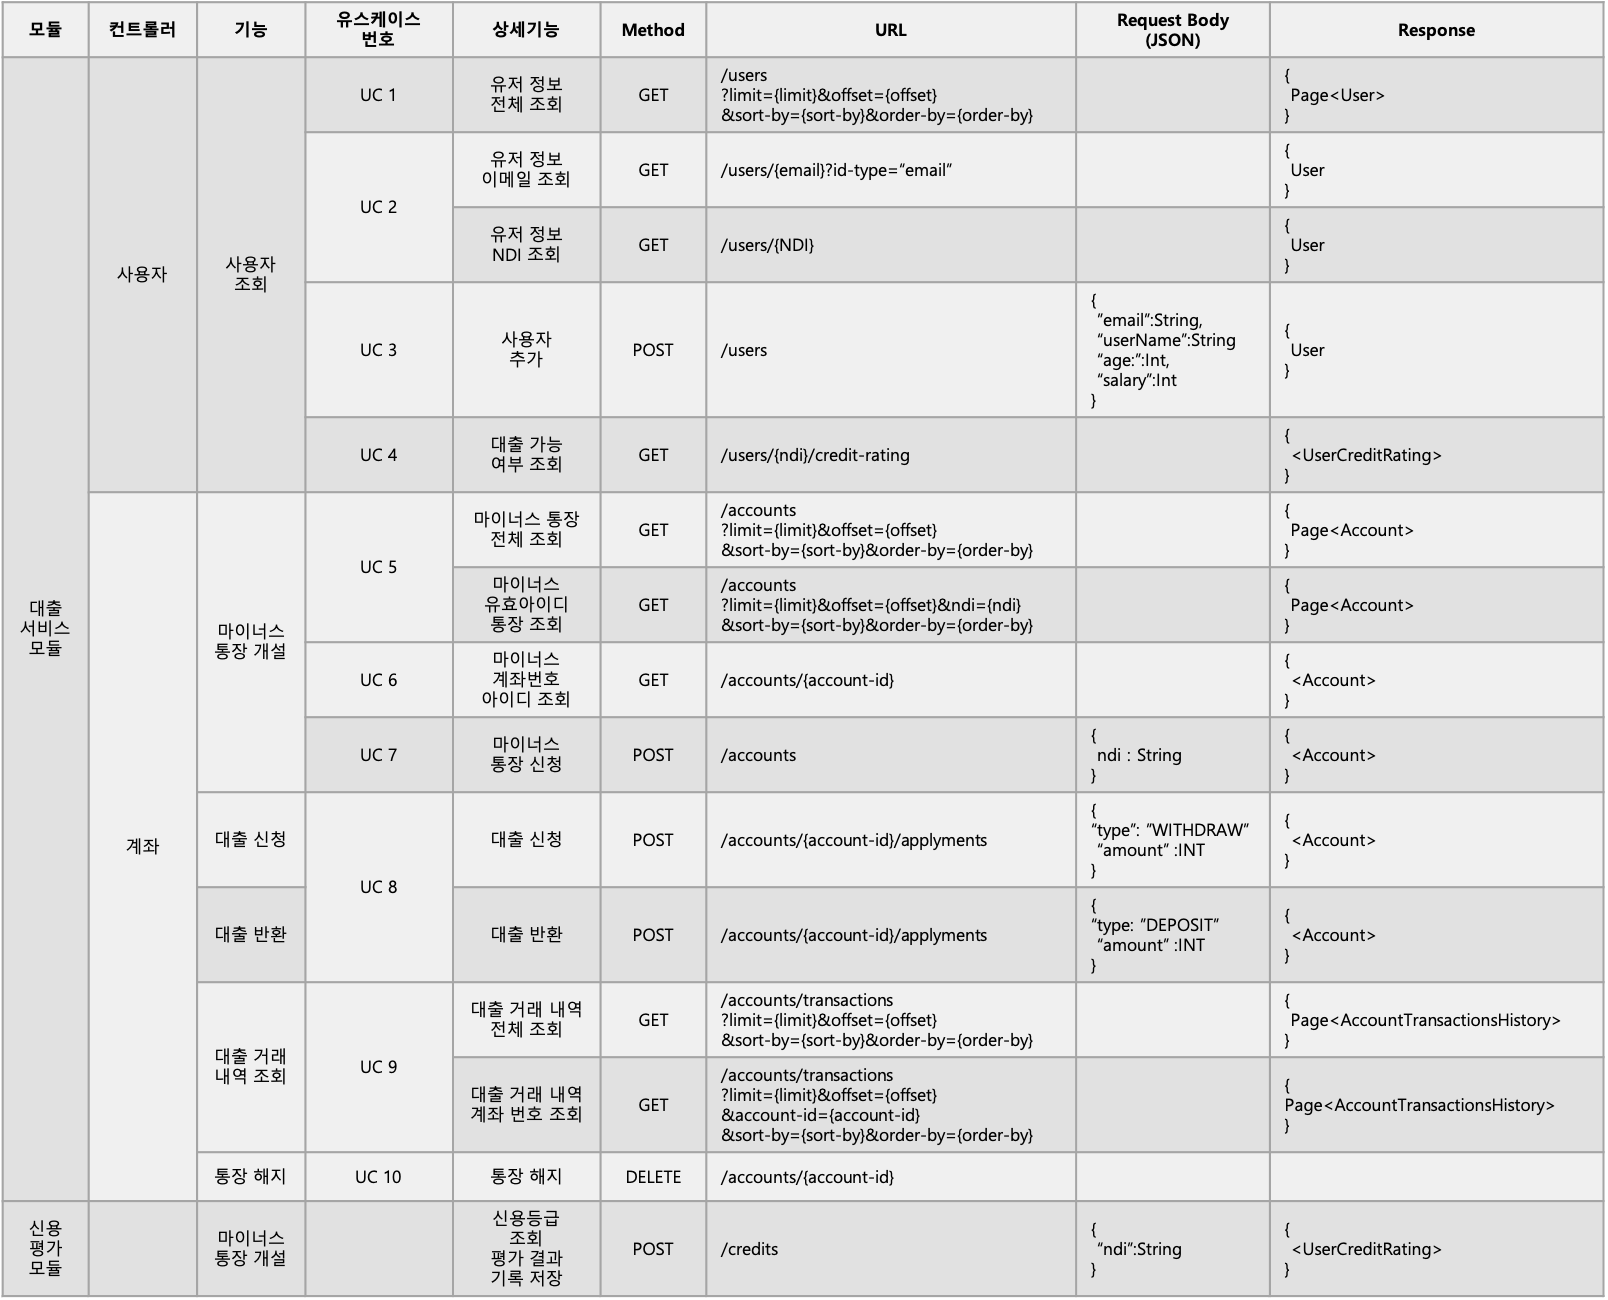 모듈
컨트롤러
기능
유스케이스
번호
상세기능
Method
URL
Request Body
(JSON)
Response
대출
서비스
모듈
사용자
사용자
조회
UC 1
유저 정보
전체 조회
GET
/users
?limit={limit}&offset={offset}
&sort-by={sort-by}&order-by={order-by}
{
Page<User>
}
UC 2
유저 정보
이메일 조회
GET
/users/{email}?id-type=“email”
{
User
}
유저 정보
NDI 조회
GET
/users/{NDI}
{
User
}
UC 3
사용자
추가
POST
/users
{
“email”:String,
“userName”:String
“age:”:Int,
“salary”:Int
}
{
User
}
UC 4
대출 가능
여부 조회
GET
/users/{ndi}/credit-rating
{
<UserCreditRating>
}
계좌
마이너스
통장 개설
UC 5
마이너스 통장
전체 조회
GET
/accounts
?limit={limit}&offset={offset}
&sort-by={sort-by}&order-by={order-by}
{
Page<Account>
}
마이너스
유효아이디
통장 조회
GET
/accounts
?limit={limit}&offset={offset}&ndi={ndi}
&sort-by={sort-by}&order-by={order-by}
{
Page<Account>
}
UC 6
마이너스
계좌번호
아이디 조회
GET
/accounts/{account-id}
{
<Account>
}
UC 7
마이너스
통장 신청
POST
/accounts
{
ndi : String
}
{
<Account>
}
대출 신청
UC 8
대출 신청
POST
/accounts/{account-id}/applyments
{
“type”: ”WITHDRAW”
“amount” :INT
}
{
<Account>
}
대출 반환
대출 반환
POST
/accounts/{account-id}/applyments
{
“type: ”DEPOSIT”
“amount” :INT
}
{
<Account>
}
대출 거래
내역 조회
UC 9
대출 거래 내역
전체 조회
GET
/accounts/transactions
?limit={limit}&offset={offset}
&sort-by={sort-by}&order-by={order-by}
{
Page<AccountTransactionsHistory>
}
대출 거래 내역
계좌 번호 조회
GET
/accounts/transactions
?limit={limit}&offset={offset}
&account-id={account-id}
&sort-by={sort-by}&order-by={order-by}
{
Page<AccountTransactionsHistory>
}
통장 해지
UC 10
통장 해지
DELETE
/accounts/{account-id}
신용
평가
모듈
마이너스
통장 개설
신용등급
조회
평가 결과
기록 저장
POST
/credits
{
“ndi”:String
}
{
<UserCreditRating>
}